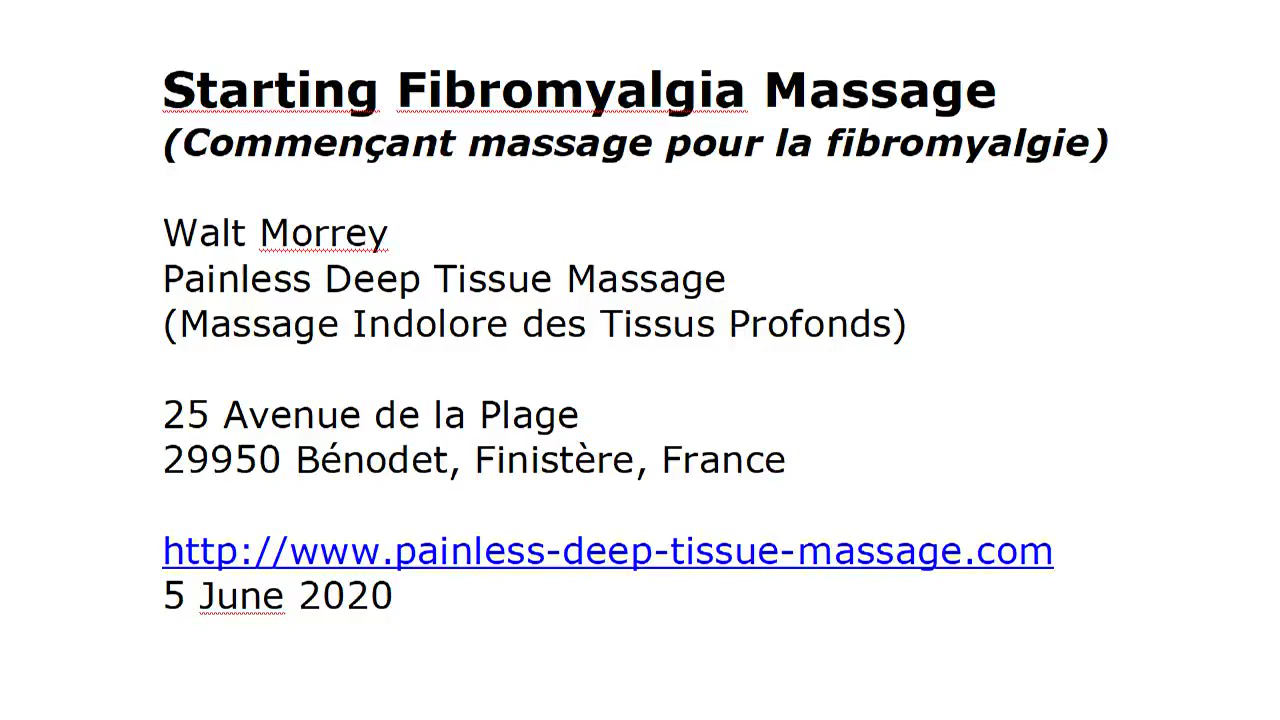 Starting Fibromyalgia Massage
(Commençant massage pour la fibromyalgie)
Walt Morrey
Painless Deep Tissue Massage
(Massage Indolore des Tissus Profonds)
25 Avenue de la Plage
29950 Bénodet, Finistère, France
http://www.painless-deep-tissue-massage.com
5 June 2020